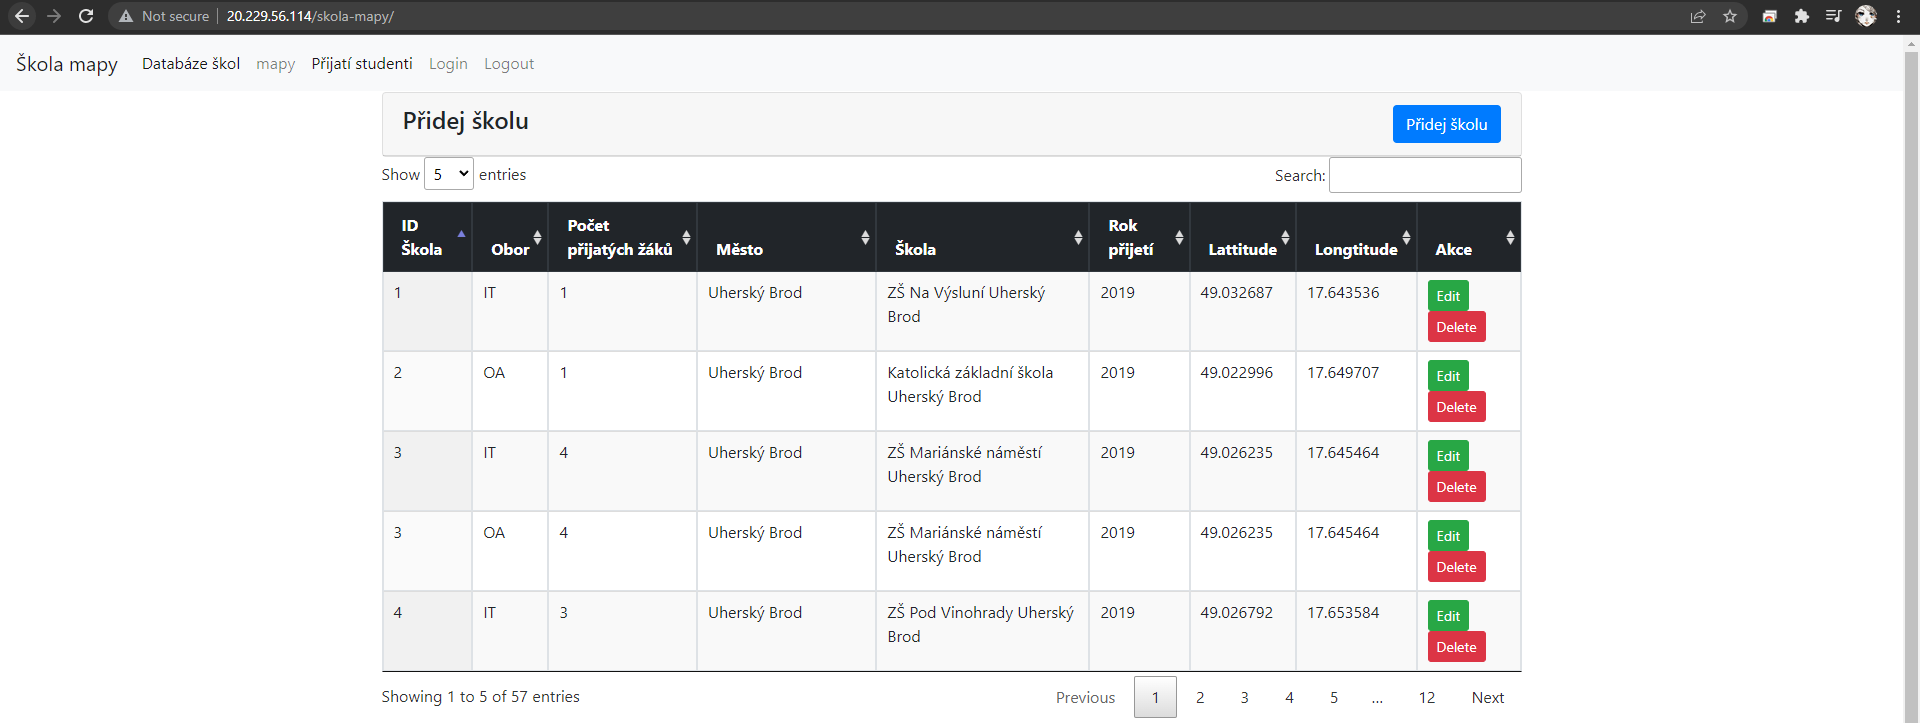 Not secure | 20.229.56.114/skola-mapy/
Škola mapy Databáze škol mapy Přijatí studenti Login Logout
Přidej školu Přidej školu
Show 5 entries Search:
ID Škola Obor Počet přijatých žáků Město Škola Rok přijetí Lattitude Longtitude Akce
1 IT 1 Uherský Brod ZŠ Na Výsluní Uherský Brod 2019 49.032687 17.643536 Edit Delete
2 OA 1 Uherský Brod Katolická základní škola Uherský Brod 2019 49.022996 17.649707 Edit Delete
3 IT 4 Uherský Brod ZŠ Mariánské náměstí Uherský Brod 2019 49.026235 17.645464 Edit Delete
3 OA 4 Uherský Brod ZŠ Mariánské náměstí Uherský Brod 2019 49.026235 17.645464 Edit Delete
4 IT 3 Uherský Brod ZŠ Pod Vinohrady Uherský Brod 2019 49.026792 17.653584 Edit Delete
Showing 1 to 5 of 57 entries Previous 1 2 3 4 5 … 12 Next